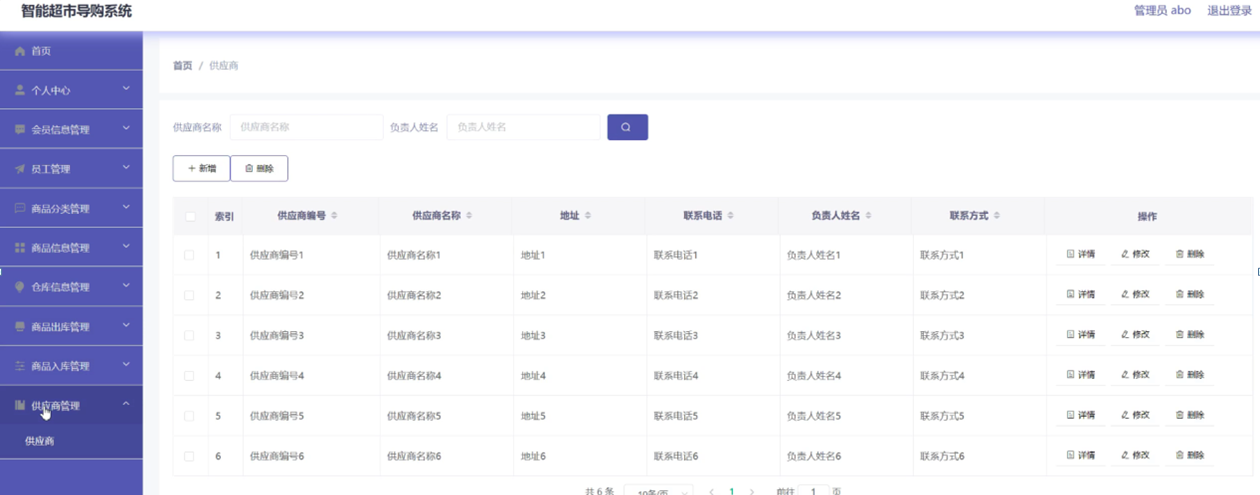 智能超市导购系统
管理员 abo 退出登录
首页
个人中心
会员信息管理
员工管理
商品分类管理
商品信息管理
仓库信息管理
商品出库管理
商品入库管理
供应商管理
供应商
首页 / 供应商
供应商名称 供应商名称 负责人姓名 负责人姓名
新增 删除
索引 供应商编号 供应商名称 地址 联系电话 负责人姓名 联系方式 操作
1 供应商编号1 供应商名称1 地址1 联系电话1 负责人姓名1 联系方式1 详情 修改 删除
2 供应商编号2 供应商名称2 地址2 联系电话2 负责人姓名2 联系方式2 详情 修改 删除
3 供应商编号3 供应商名称3 地址3 联系电话3 负责人姓名3 联系方式3 详情 修改 删除
4 供应商编号4 供应商名称4 地址4 联系电话4 负责人姓名4 联系方式4 详情 修改 删除
5 供应商编号5 供应商名称5 地址5 联系电话5 负责人姓名5 联系方式5 详情 修改 删除
6 供应商编号6 供应商名称6 地址6 联系电话6 负责人姓名6 联系方式6 详情 修改 删除
共 6 条 10条/页 1 前往 1 页